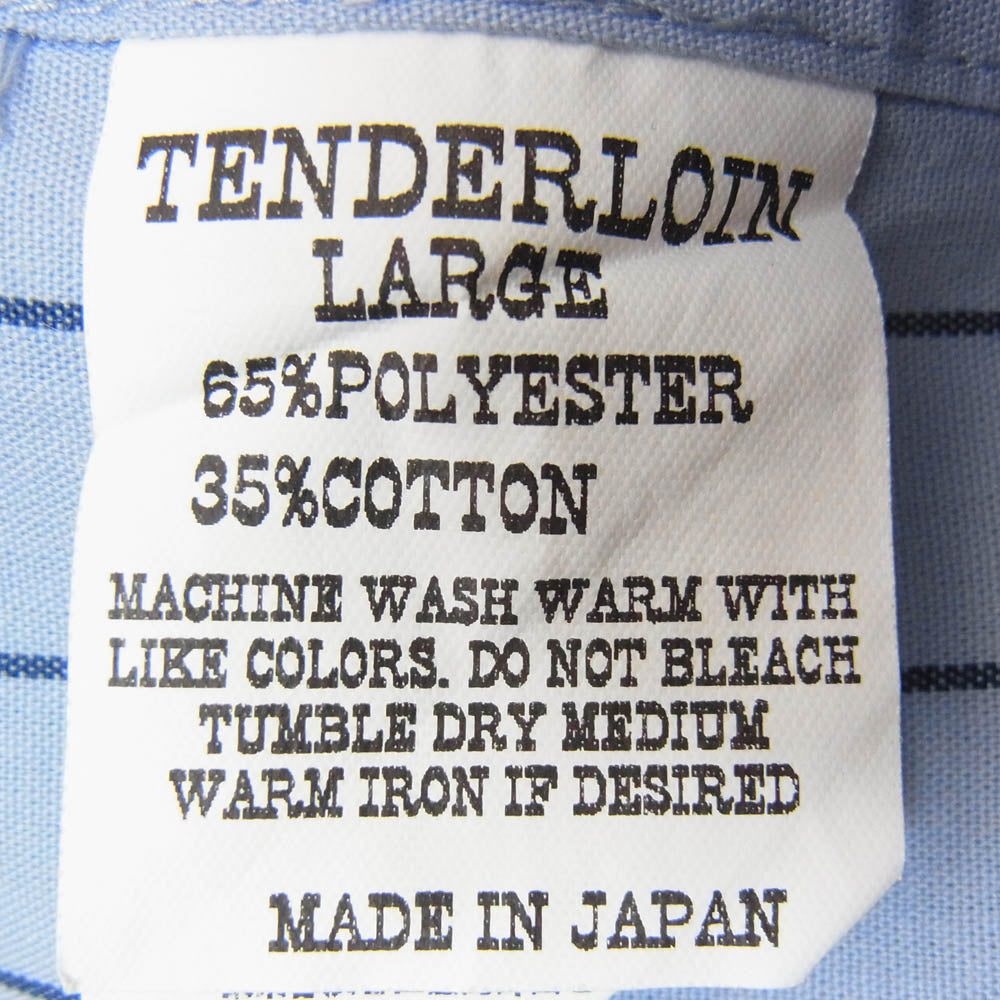 TENDERLOIN
LARGE
65%POLYESTER
35%COTTON
MACHINE WASH WARM WITH
LIKE COLORS. DO NOT BLEACH
TUMBLE DRY MEDIUM
WARM IRON IF DESIRED
MADE IN JAPAN